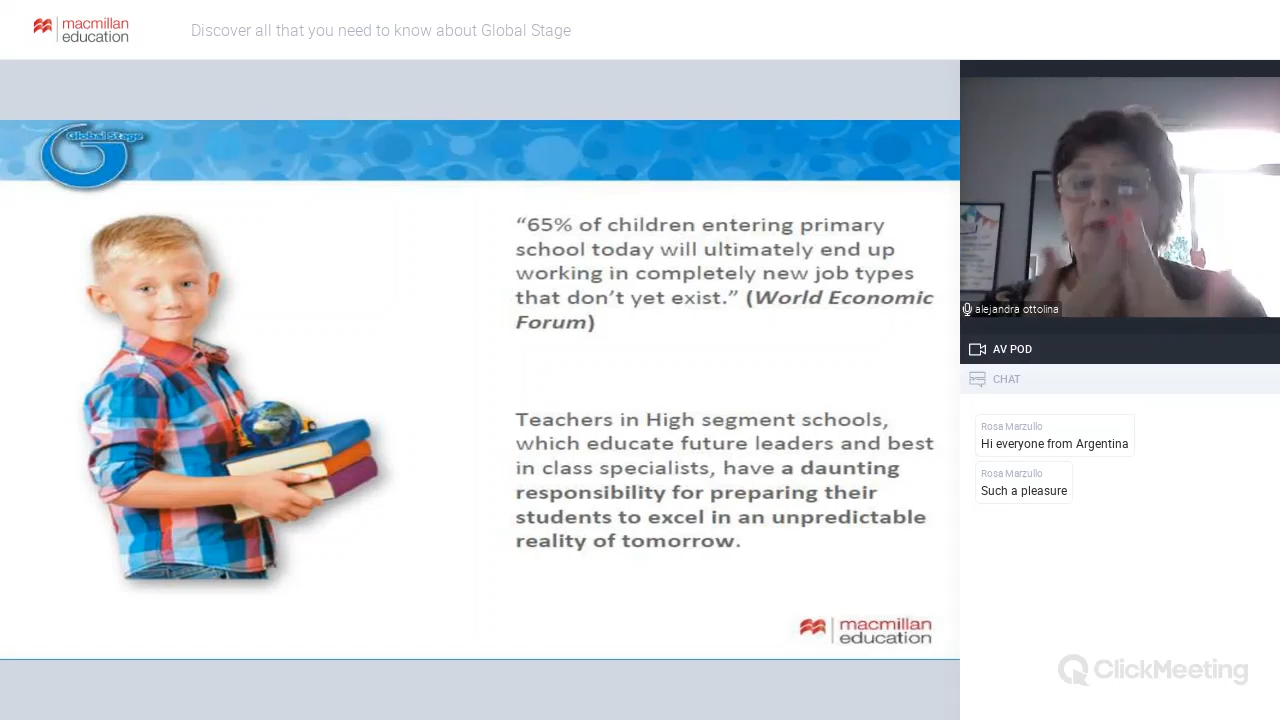 macmillan
education
Discover all that you need to know about Global Stage
Global Stage
“65% of children entering primary
school today will ultimately end up
working in completely new job types
that don’t yet exist.” (World Economic
Forum)
Teachers in High segment schools,
which educate future leaders and best
in class specialists, have a daunting
responsibility for preparing their
students to excel in an unpredictable
reality of tomorrow.
macmillan
education
alejandra ottolina
AV POD
CHAT
Rosa Marzullo
Hi everyone from Argentina
Rosa Marzullo
Such a pleasure
ClickMeeting